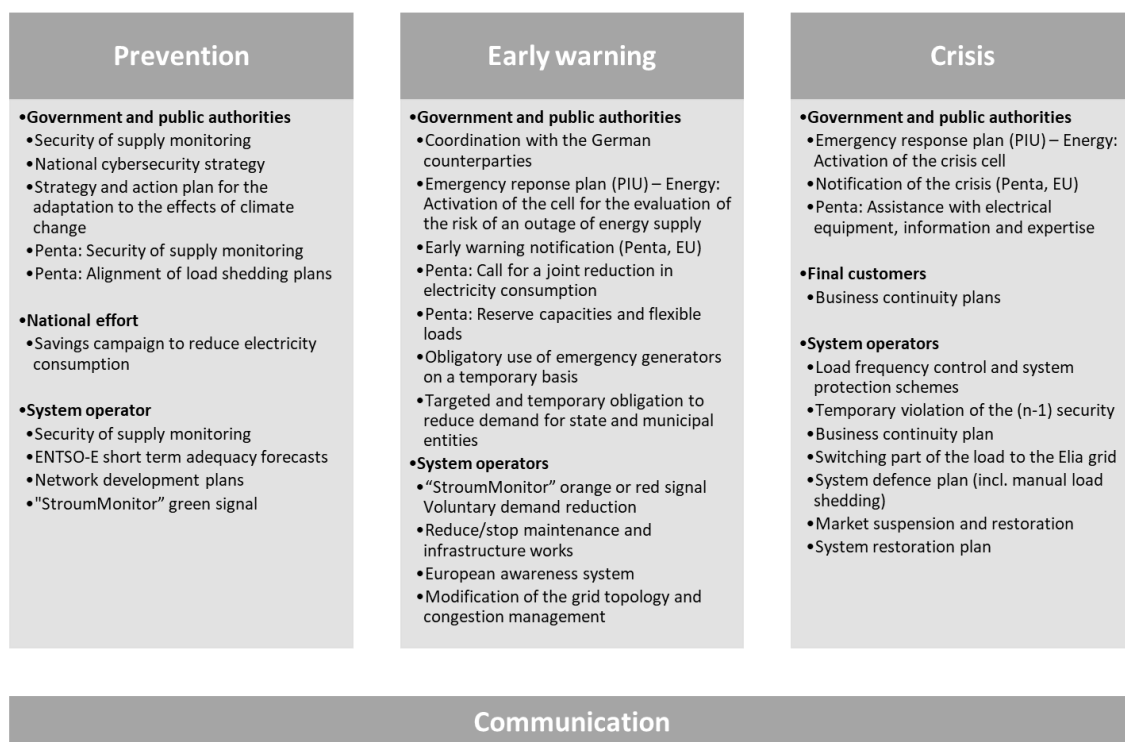 Prevention
•Government and public authorities
•Security of supply monitoring
•National cybersecurity strategy
•Strategy and action plan for the
adaptation to the effects of climate
change
•Penta: Security of supply monitoring
•Penta: Alignment of load shedding plans
•National effort
•Savings campaign to reduce electricity
consumption
•System operator
•Security of supply monitoring
•ENTSO-E short term adequacy forecasts
•Network development plans
•"StroumMonitor” green signal
Early warning
•Government and public authorities
•Coordination with the German
counterparties
•Emergency reponse plan (PIU) – Energy:
Activation of the cell for the evaluation of
the risk of an outage of energy supply
•Early warning notification (Penta, EU)
•Penta: Call for a joint reduction in
electricity consumption
•Penta: Reserve capacities and flexible
loads
•Obligatory use of emergency generators
on a temporary basis
•Targeted and temporary obligation to
reduce demand for state and municipal
entities
•System operators
•“StroumMonitor” orange or red signal
Voluntary demand reduction
•Reduce/stop maintenance and
infrastructure works
•European awareness system
•Modification of the grid topology and
congestion management
Crisis
•Government and public authorities
•Emergency response plan (PIU) – Energy:
Activation of the crisis cell
•Notification of the crisis (Penta, EU)
•Penta: Assistance with electrical
equipment, information and expertise
•Final customers
•Business continuity plans
•System operators
•Load frequency control and system
protection schemes
•Temporary violation of the (n-1) security
•Business continuity plan
•Switching part of the load to the Elia grid
•System defence plan (incl. manual load
shedding)
•Market suspension and restoration
•System restoration plan
Communication